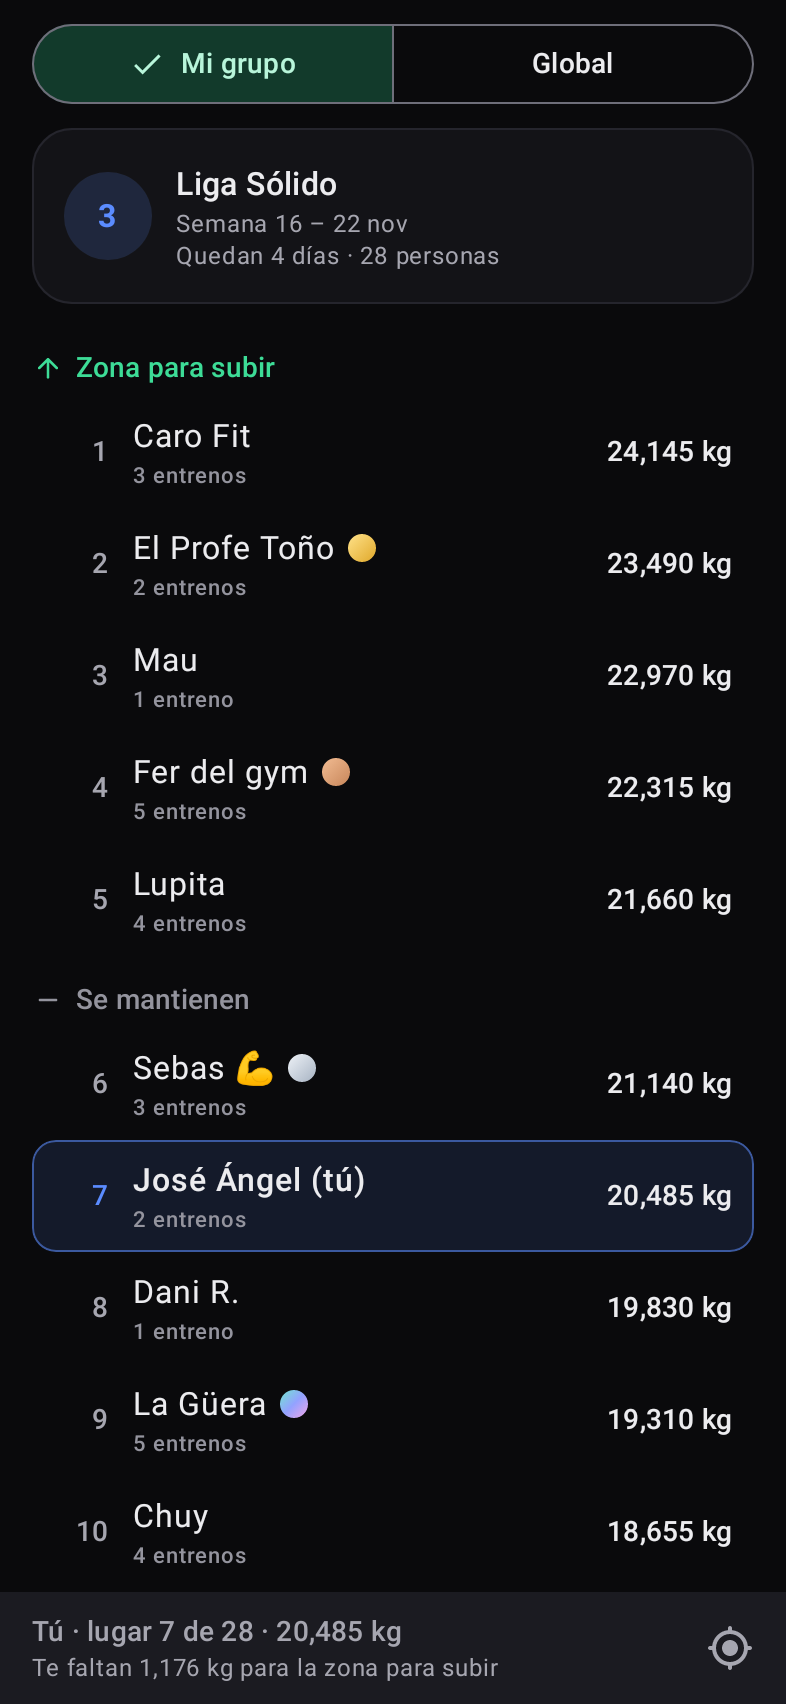 Mi grupo
Global
3
Liga Sólido
Semana 16 – 22 nov
Quedan 4 días · 28 personas
Zona para subir
1
Caro Fit
3 entrenos
24,145 kg
2
El Profe Toño
2 entrenos
23,490 kg
3
Mau
1 entreno
22,970 kg
4
Fer del gym
5 entrenos
22,315 kg
5
Lupita
4 entrenos
21,660 kg
Se mantienen
6
Sebas 💪
3 entrenos
21,140 kg
7
José Ángel (tú)
2 entrenos
20,485 kg
8
Dani R.
1 entreno
19,830 kg
9
La Güera
5 entrenos
19,310 kg
10
Chuy
4 entrenos
18,655 kg
Tú · lugar 7 de 28 · 20,485 kg
Te faltan 1,176 kg para la zona para subir